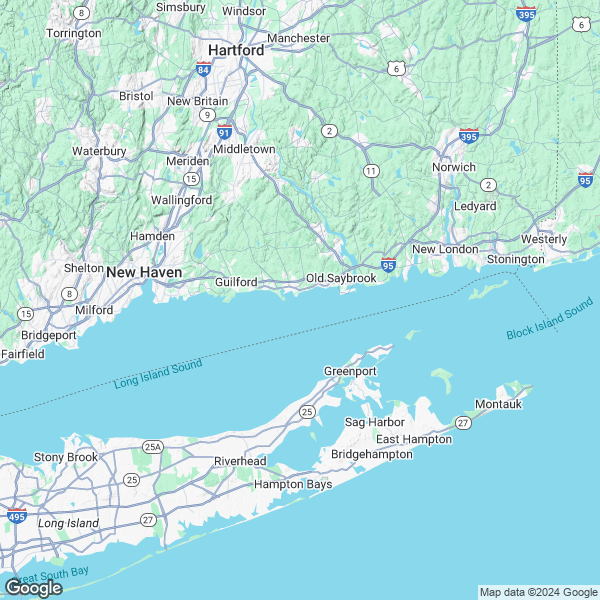 Simsbury
Windsor
8
395
6
Torrington
Manchester
Hartford
84
6
Bristol
New Britain
9
91
2
395
Waterbury
Middletown
Meriden
Norwich
15
11
2
95
Wallingford
Ledyard
Hamden
Westerly
New London
Stonington
Shelton
New Haven
95
Guilford
Old Saybrook
8
15
Milford
Block Island Sound
Bridgeport
Fairfield
Long Island Sound
Greenport
Montauk
25
Sag Harbor
27
East Hampton
25A
Stony Brook
Bridgehampton
Riverhead
25
Hampton Bays
495
Long Island
27
Great South Bay
Google
Map data ©2024 Google